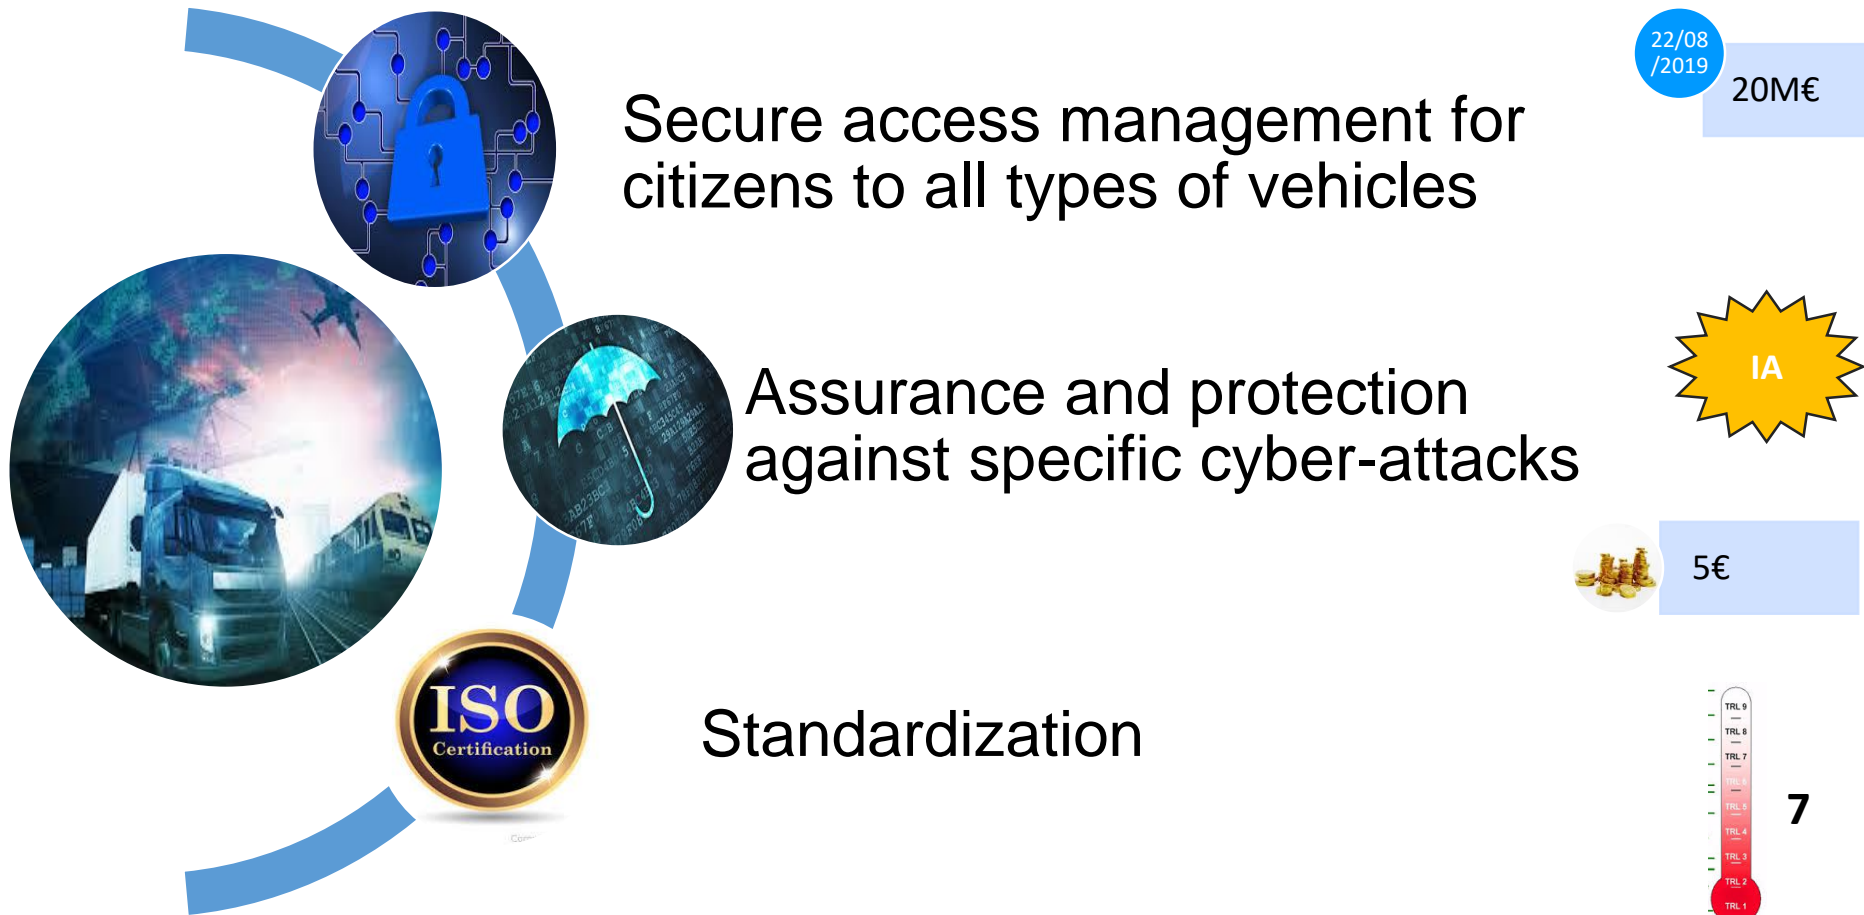 Secure access management for
citizens to all types of vehicles
22/08
/2019
20M€
Assurance and protection
against specific cyber-attacks
IA
5€
ISO
Certification
Standardization
TRL 9
TRL 8
TRL 7
TRL 6
TRL 5
TRL 4
TRL 3
TRL 2
TRL 1
7